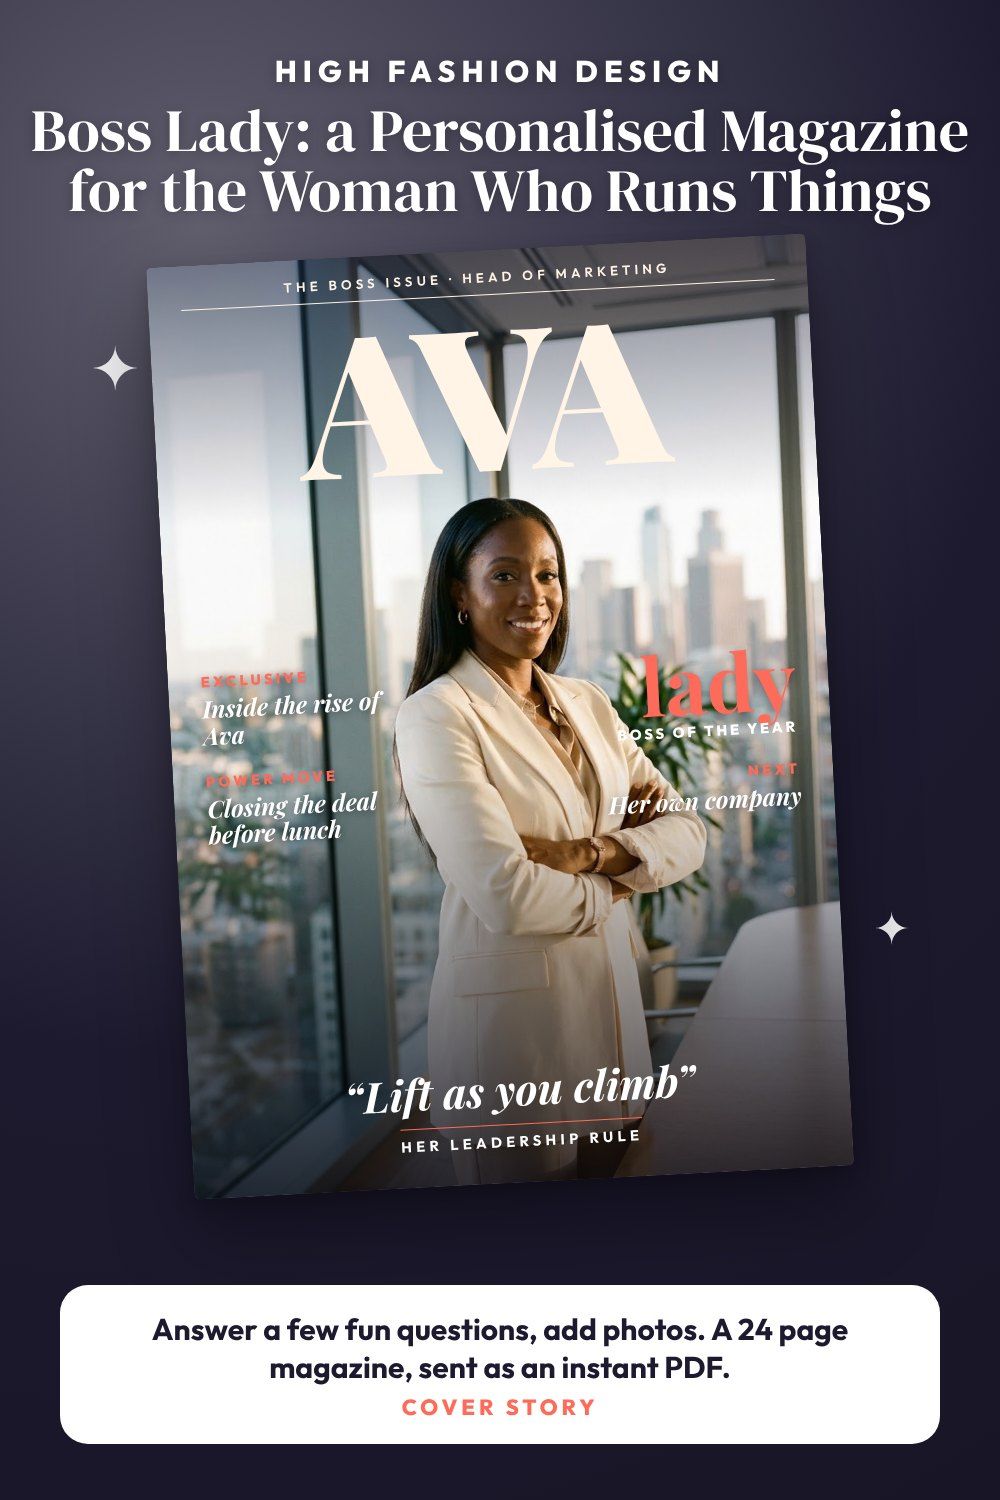 HIGH FASHION DESIGN
Boss Lady: a Personalised Magazine
for the Woman Who Runs Things
THE BOSS ISSUE · HEAD OF MARKETING
AVA
EXCLUSIVE
Inside the rise of
Ava
POWER MOVE
Closing the deal
before lunch
lady
BOSS OF THE YEAR
NEXT
Her own company
“Lift as you climb”
HER LEADERSHIP RULE
Answer a few fun questions, add photos. A 24 page
magazine, sent as an instant PDF.
COVER STORY